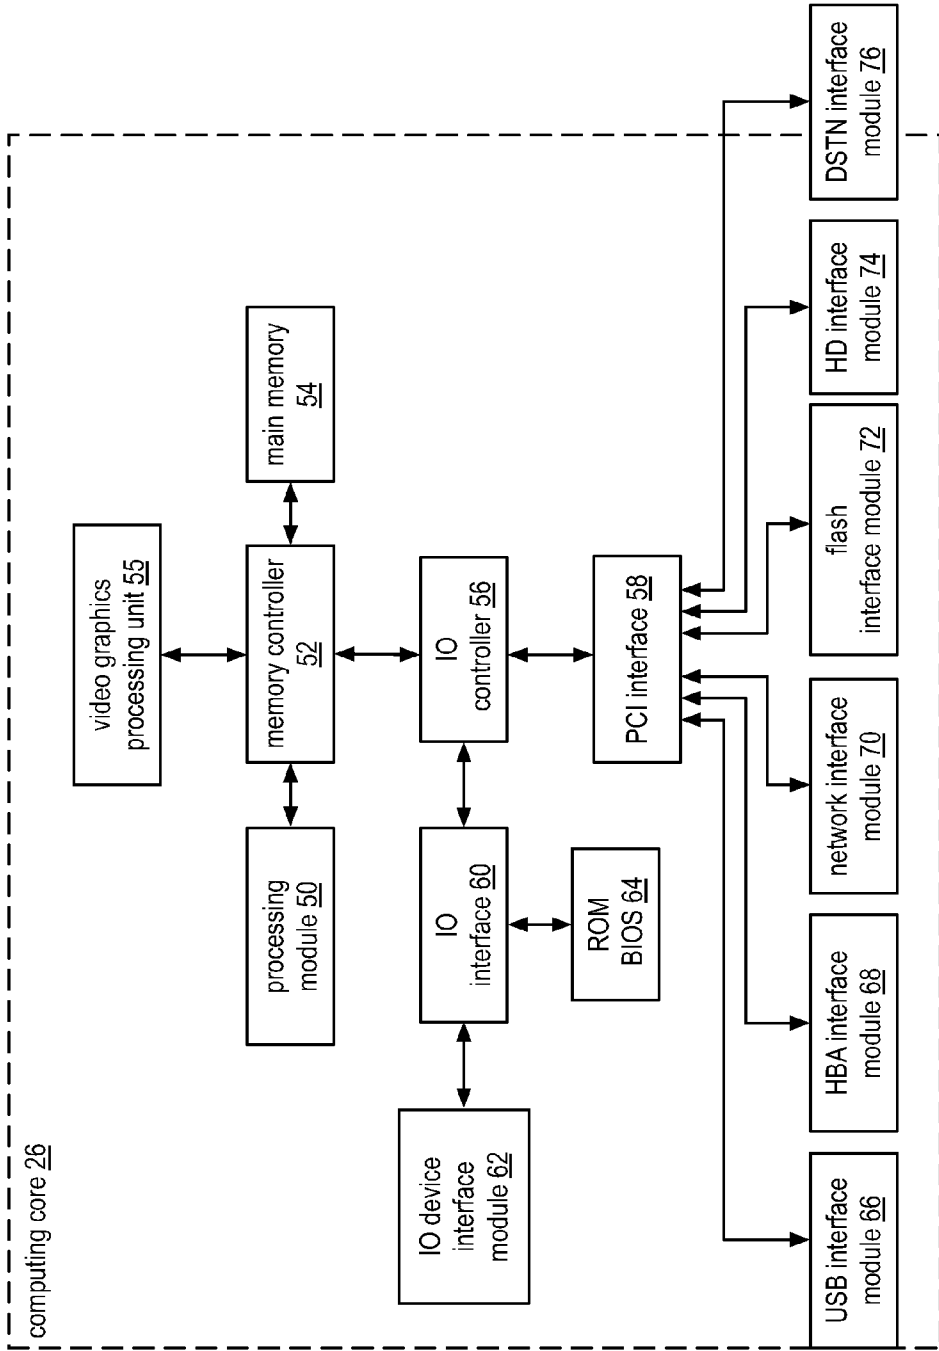 computing core 26
video graphics
processing unit 55
processing
module 50
memory controller
52
main memory
54
IO device
interface
module 62
IO
interface 60
IO
controller 56
ROM
BIOS 64
PCI interface 58
USB interface
module 66
HBA interface
module 68
network interface
module 70
flash
interface module 72
HD interface
module 74
DSTN interface
module 76